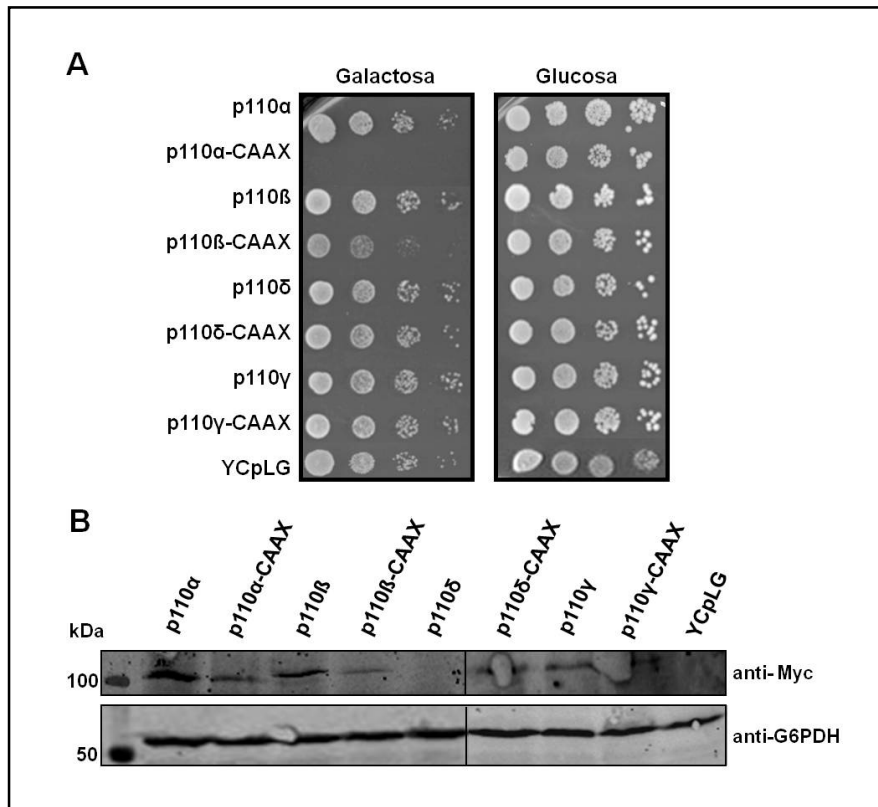 A
Galactosa Glucosa
p110α
p110α-CAAX
p110ß
p110ß-CAAX
p110δ
p110δ-CAAX
p110γ
p110γ-CAAX
YCpLG
B
p110α p110α-CAAX p110ß p110ß-CAAX p110δ p110δ-CAAX p110γ p110γ-CAAX YCpLG
kDa
100 anti-Myc
50 anti-G6PDH